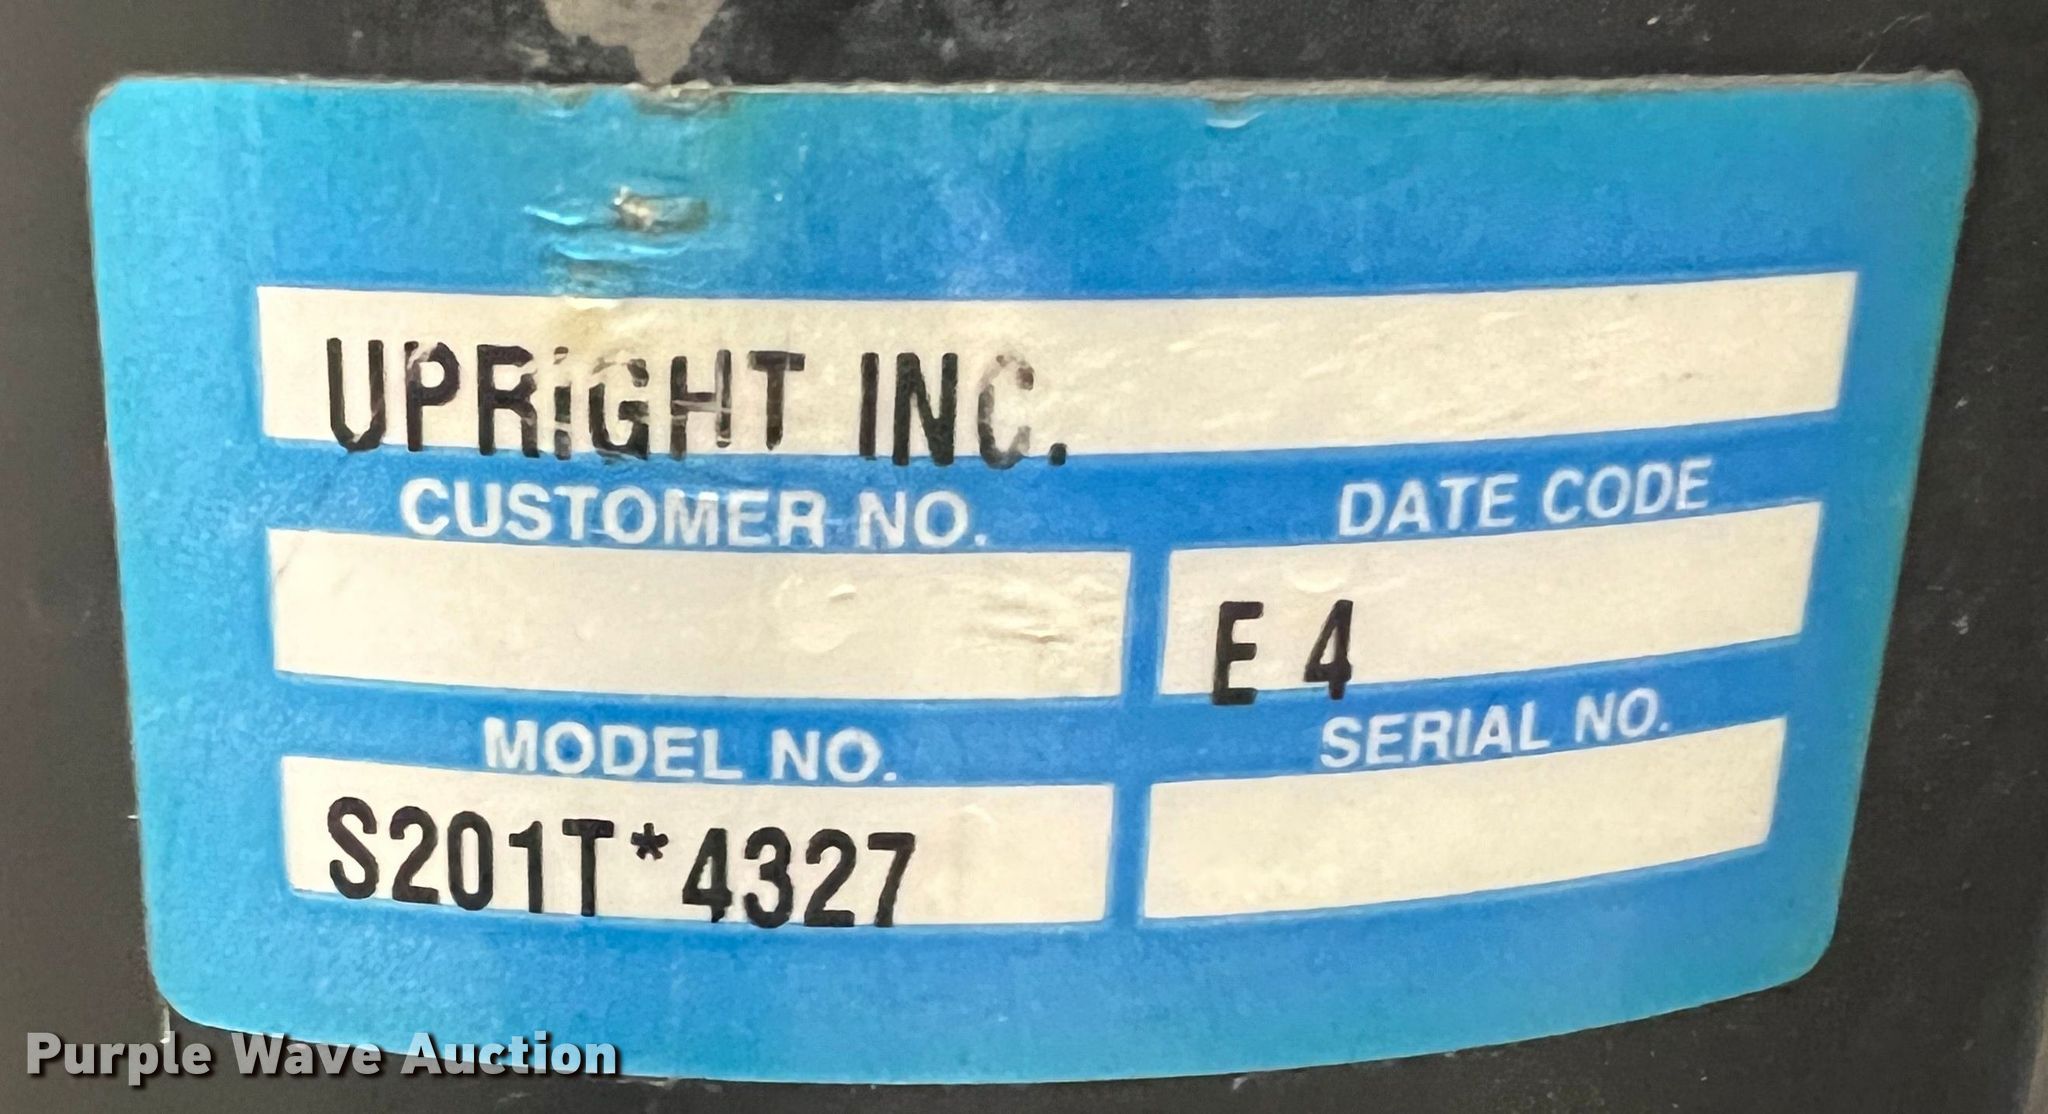 UPRIGHT INC.
CUSTOMER NO. DATE CODE
E 4
MODEL NO. SERIAL NO.
S201T*4327
Purple Wave Auction